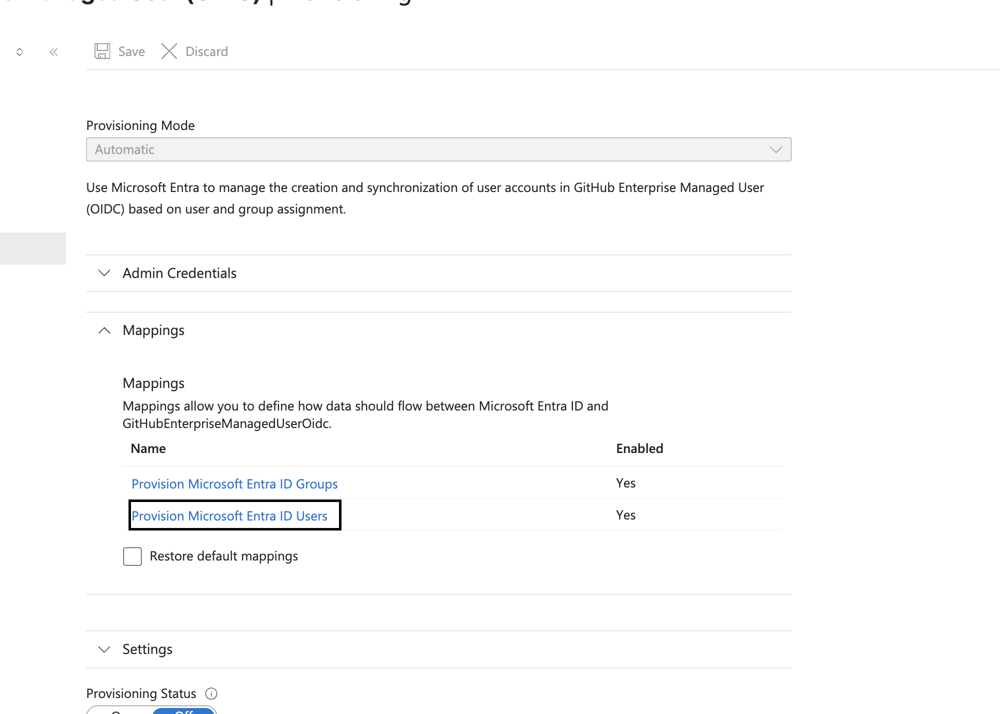 Save Discard
Provisioning Mode
Automatic
Use Microsoft Entra to manage the creation and synchronization of user accounts in GitHub Enterprise Managed User
(OIDC) based on user and group assignment.
Admin Credentials
Mappings
Mappings
Mappings allow you to define how data should flow between Microsoft Entra ID and
GitHubEnterpriseManagedUserOidc.
Name Enabled
Provision Microsoft Entra ID Groups Yes
Provision Microsoft Entra ID Users Yes
Restore default mappings
Settings
Provisioning Status
Off